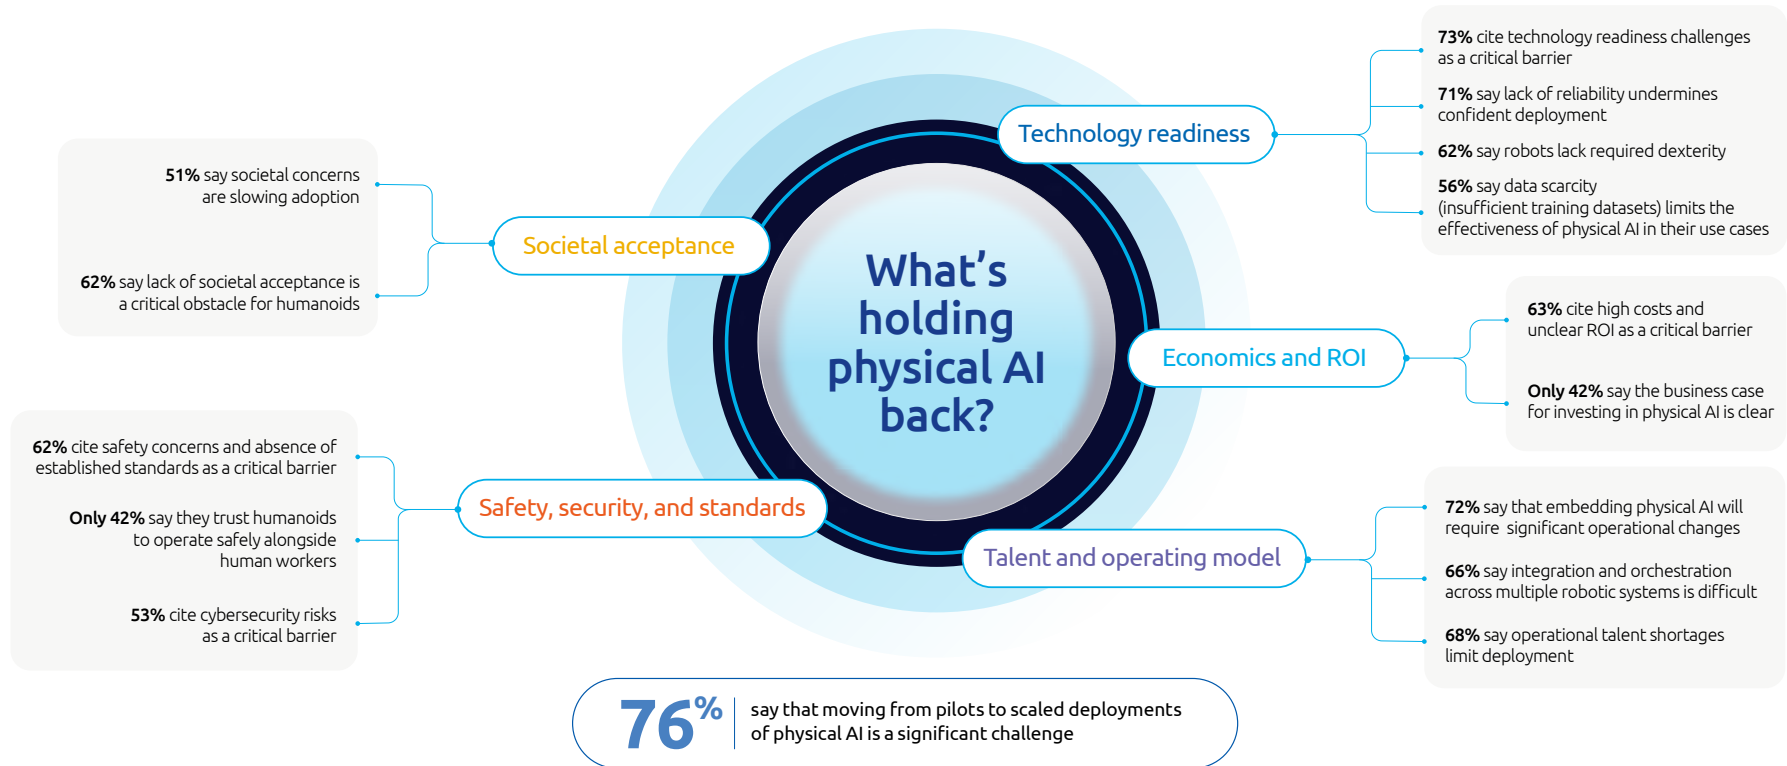 What's
holding
physical AI
back?
Technology readiness
73% cite technology readiness challenges
as a critical barrier
71% say lack of reliability undermines
confident deployment
62% say robots lack required dexterity
56% say data scarcity
(insufficient training datasets) limits the
effectiveness of physical AI in their use cases
Economics and ROI
63% cite high costs and
unclear ROI as a critical barrier
Only 42% say the business case
for investing in physical AI is clear
Talent and operating model
72% say that embedding physical AI will
require significant operational changes
66% say integration and orchestration
across multiple robotic systems is difficult
68% say operational talent shortages
limit deployment
Safety, security, and standards
62% cite safety concerns and absence of
established standards as a critical barrier
Only 42% say they trust humanoids
to operate safely alongside
human workers
53% cite cybersecurity risks
as a critical barrier
Societal acceptance
51% say societal concerns
are slowing adoption
62% say lack of societal acceptance is
a critical obstacle for humanoids
76%
say that moving from pilots to scaled deployments
of physical AI is a significant challenge